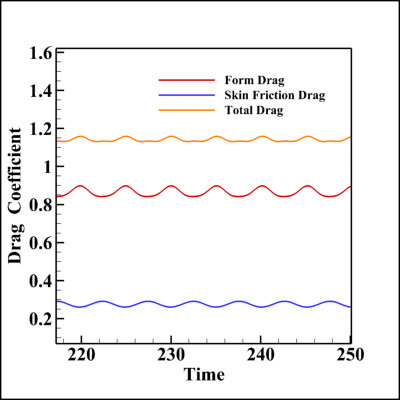 1.6
1.4
1.2
1
0.8
0.6
0.4
0.2
Drag Coefficient
Form Drag
Skin Friction Drag
Total Drag
220
230
240
250
Time